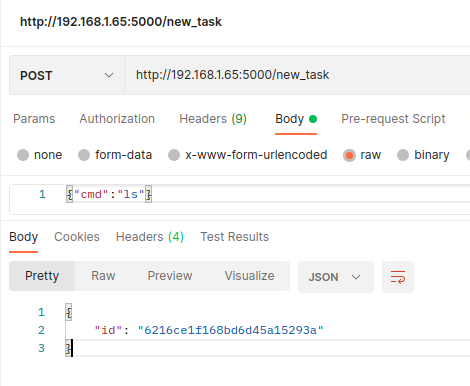 http://192.168.1.65:5000/new_task
POST http://192.168.1.65:5000/new_task
Params Authorization Headers (9) Body Pre-request Script
none form-data x-www-form-urlencoded raw binary
1 {"cmd":"ls"}
Body Cookies Headers (4) Test Results
Pretty Raw Preview Visualize JSON
1 {
2 "id": "6216ce1f168bd6d45a15293a"
3 }